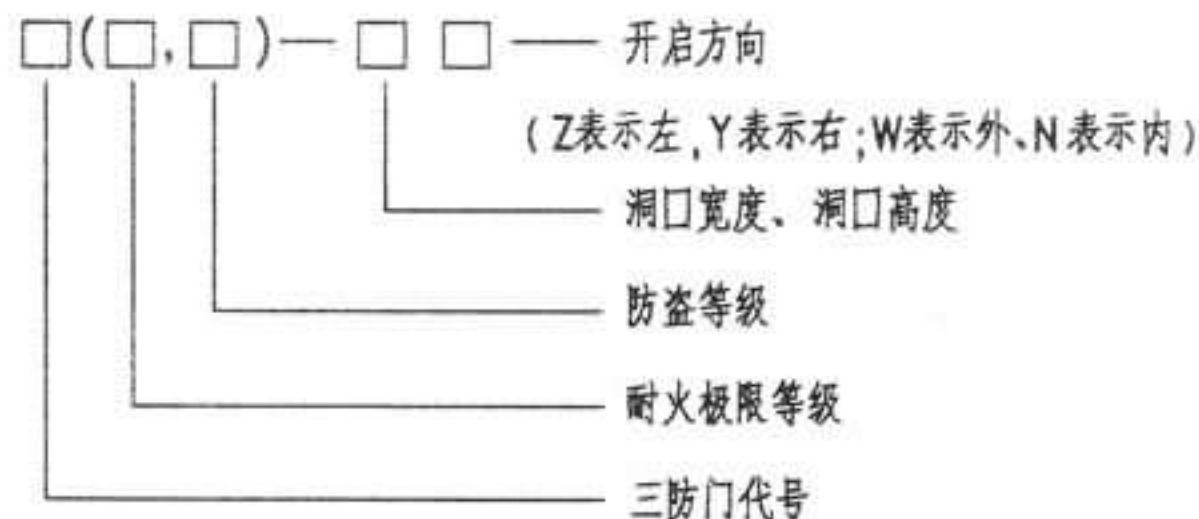 □(□,□)— □ □ —— 开启方向
(Z表示左,Y表示右;W表示外、N表示内)
洞口宽度、洞口高度
防盗等级
耐火极限等级
三防门代号